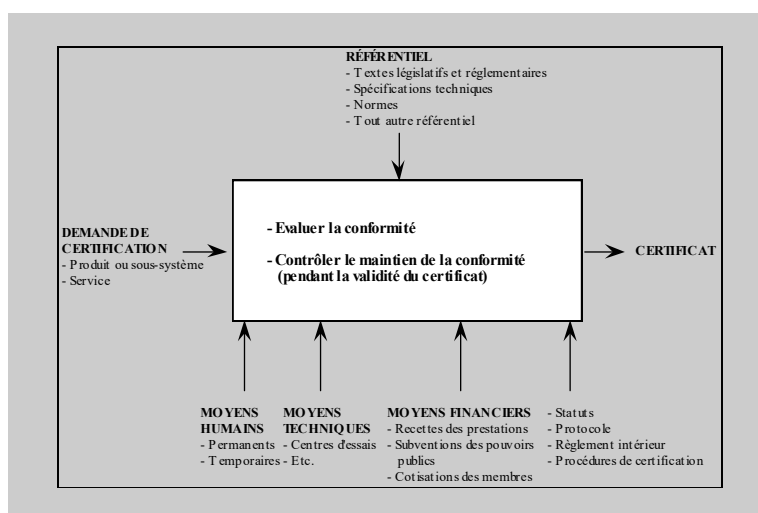 RÉFÉRENTIEL
- Textes législatifs et réglementaires
- Spécifications techniques
- Normes
- Tout autre référentiel
DEMANDE DE
CERTIFICATION
- Produit ou sous-système
- Service
- Evaluer la conformité
- Contrôler le maintien de la conformité
(pendant la validité du certificat)
CERTIFICAT
MOYENS
HUMAINS
- Permanents
- Temporaires
MOYENS
TECHNIQUES
- Centres d'essais
- Etc.
MOYENS FINANCIERS
- Recettes des prestations
- Subventions des pouvoirs
publics
- Cotisations des membres
- Statuts
- Protocole
- Règlement intérieur
- Procédures de certification